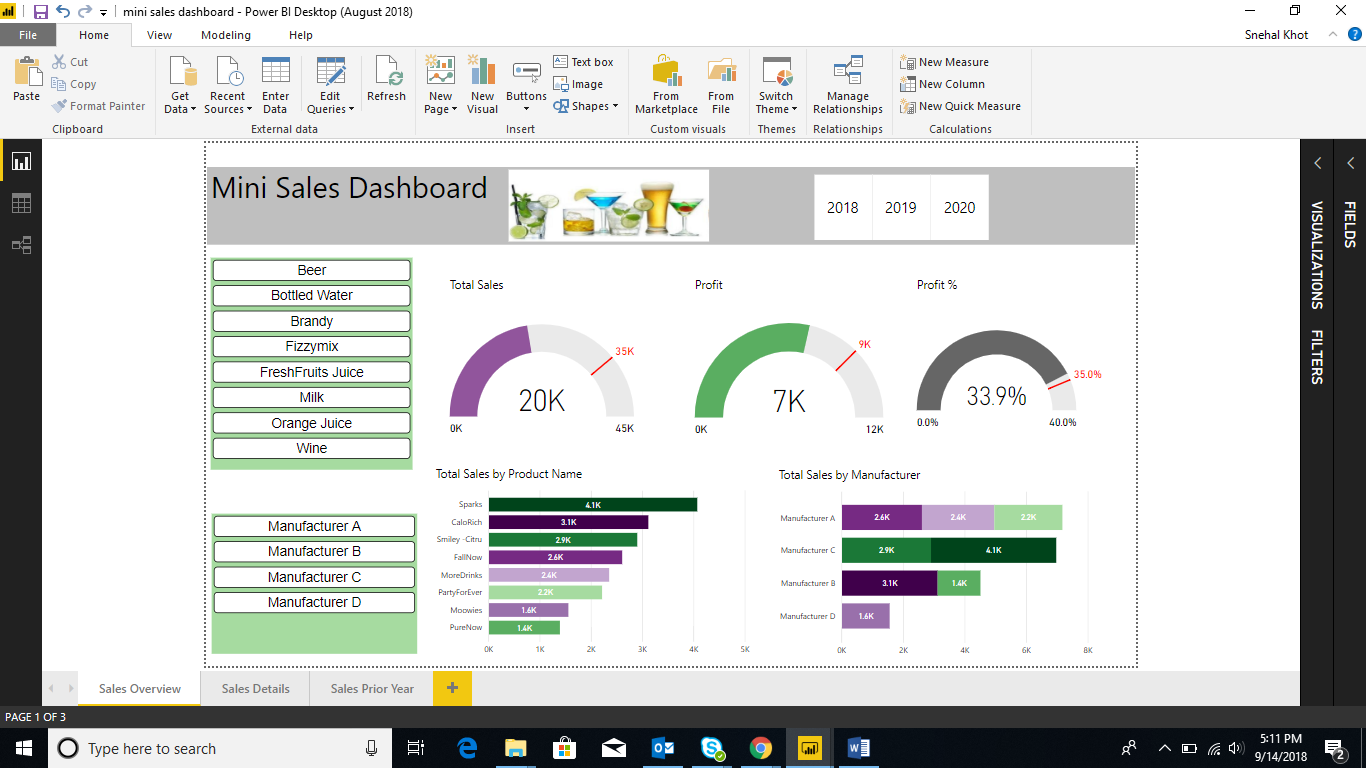 mini sales dashboard - Power BI Desktop (August 2018)
File Home View Modeling Help Snehal Khot ?
Paste
Cut
Copy
Format Painter
Clipboard
Get Data
Recent Sources
Enter Data
Edit Queries
Refresh
External data
New Page
New Visual
Buttons
Text box
Image
Shapes
Insert
From Marketplace
From File
Custom visuals
Switch Theme
Themes
Manage Relationships
Relationships
New Measure
New Column
New Quick Measure
Calculations
Mini Sales Dashboard
2018 2019 2020
Beer
Bottled Water
Brandy
Fizzymix
FreshFruits Juice
Milk
Orange Juice
Wine
Manufacturer A
Manufacturer B
Manufacturer C
Manufacturer D
Total Sales
35K
20K
0K 45K
Profit
9K
7K
0K 12K
Profit %
35.0%
33.9%
0.0% 40.0%
Total Sales by Product Name
Sparks 4.1K
CaloRich 3.1K
Smiley -Citru 2.9K
FallNow 2.6K
MoreDrinks 2.4K
PartyForEver 2.2K
Moowies 1.6K
PureNow 1.4K
0K 1K 2K 3K 4K 5K
Total Sales by Manufacturer
Manufacturer A 2.6K 2.4K 2.2K
Manufacturer C 2.9K 4.1K
Manufacturer B 3.1K 1.4K
Manufacturer D 1.6K
0K 2K 4K 6K 8K
VISUALIZATIONS
FILTERS
FIELDS
Sales Overview Sales Details Sales Prior Year +
PAGE 1 OF 3
Type here to search
5:11 PM
9/14/2018
2